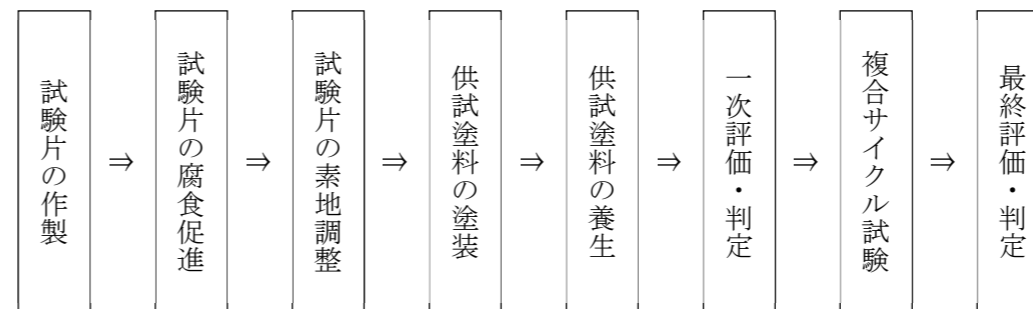 試験片の作製
⇒
試験片の腐食促進
⇒
試験片の素地調整
⇒
供試塗料の塗装
⇒
供試塗料の養生
⇒
一次評価・判定
⇒
複合サイクル試験
⇒
最終評価・判定